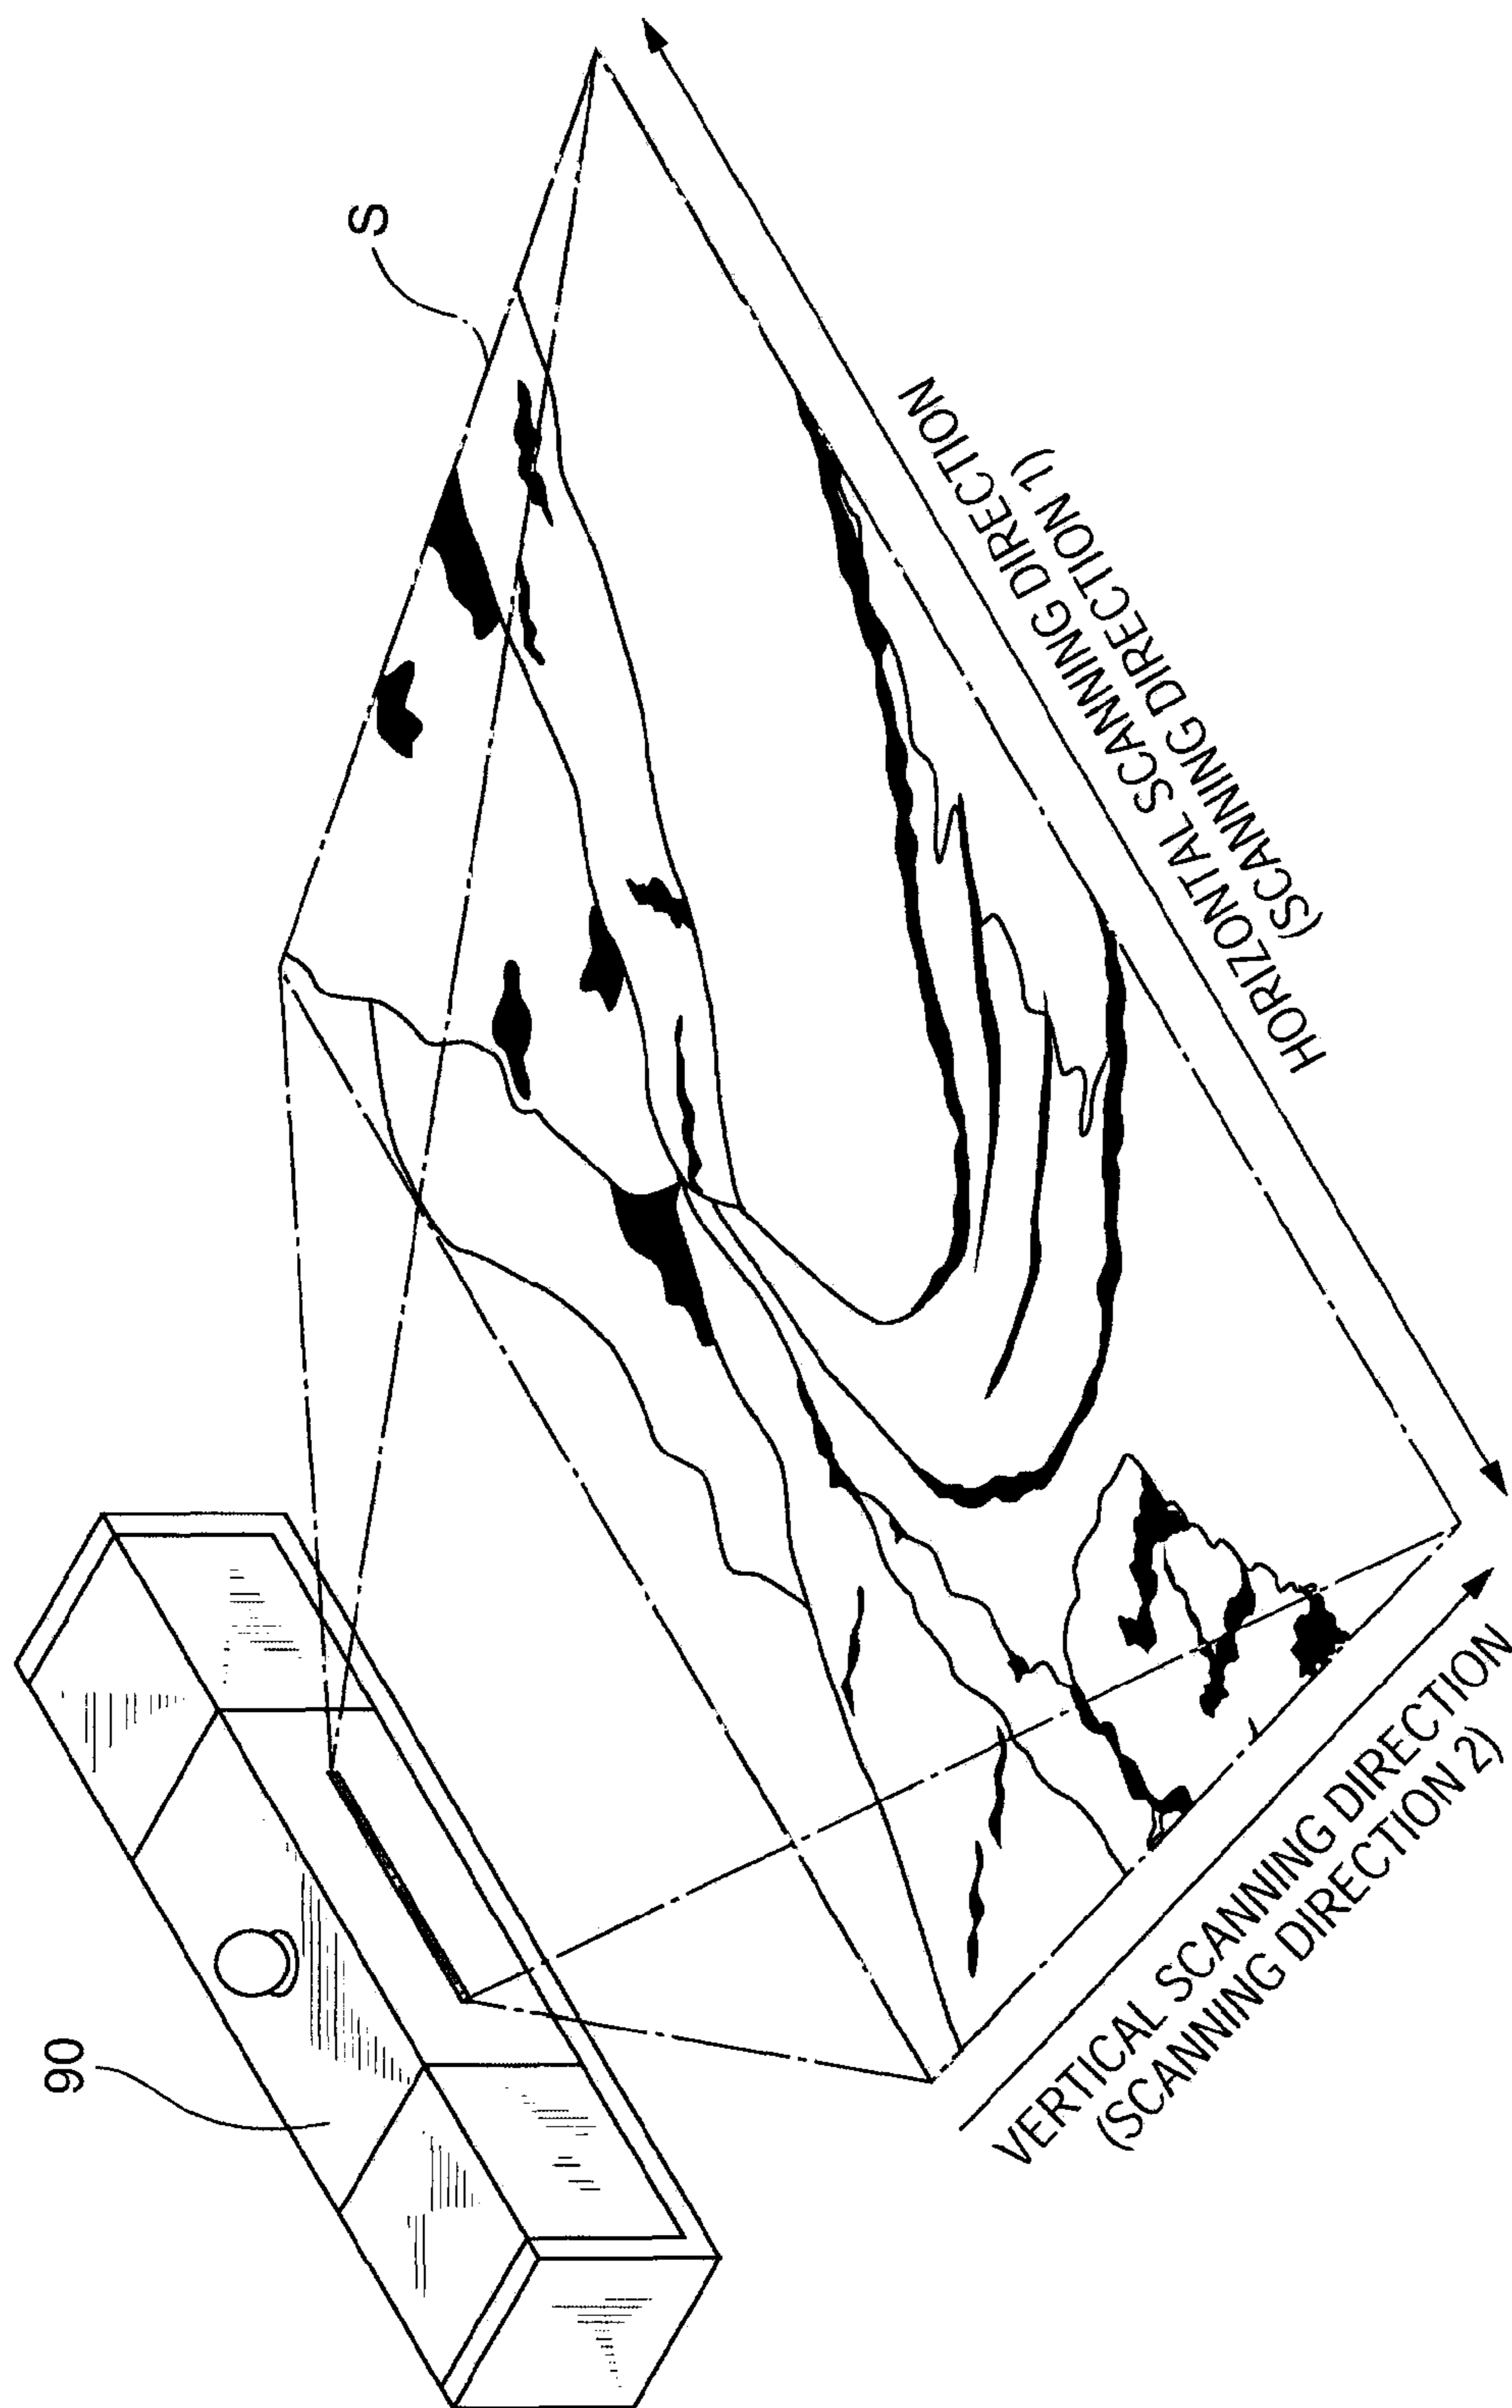 S
HORIZONTAL SCANNING DIRECTION
(SCANNING DIRECTION 1)
90
VERTICAL SCANNING DIRECTION
(SCANNING DIRECTION 2)